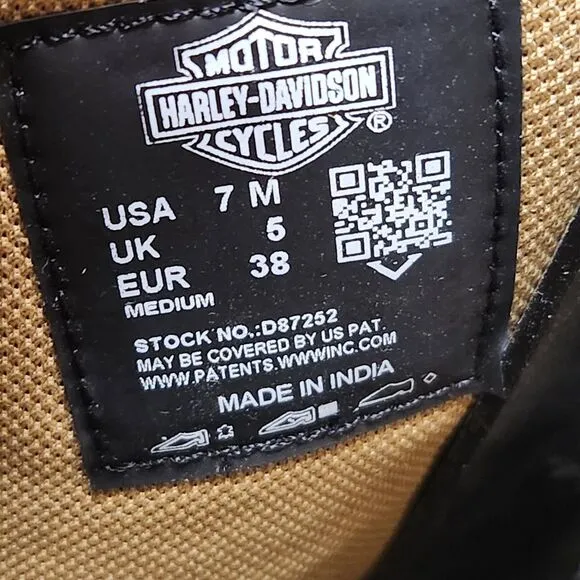 MOTOR
HARLEY-DAVIDSON
CYCLES ®
USA 7 M
UK 5
EUR 38
MEDIUM
STOCK NO.:D87252
MAY BE COVERED BY US PAT.
WWW.PATENTS.WWWINC.COM
MADE IN INDIA